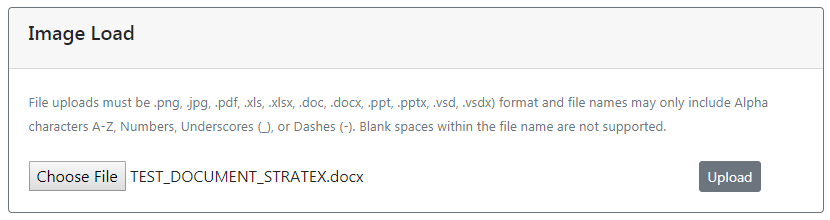 Image Load
File uploads must be .png, .jpg, .pdf, .xls, .xlsx, .doc, .docx, .ppt, .pptx, .vsd, .vsdx) format and file names may only include Alpha
characters A-Z, Numbers, Underscores (_), or Dashes (-). Blank spaces within the file name are not supported.
Choose File TEST_DOCUMENT_STRATEX.docx Upload